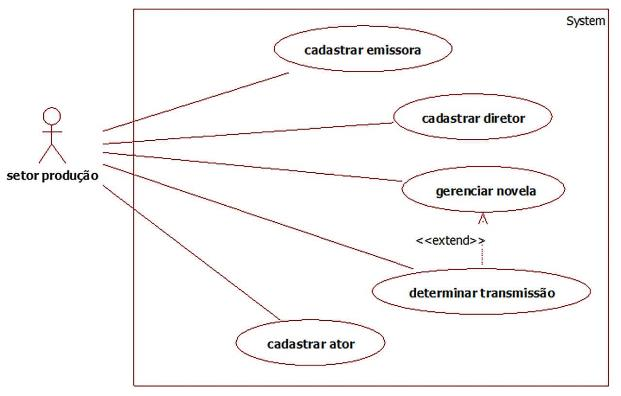 System
cadastrar emissora
cadastrar diretor
setor produção
gerenciar novela
<<extend>>
determinar transmissão
cadastrar ator